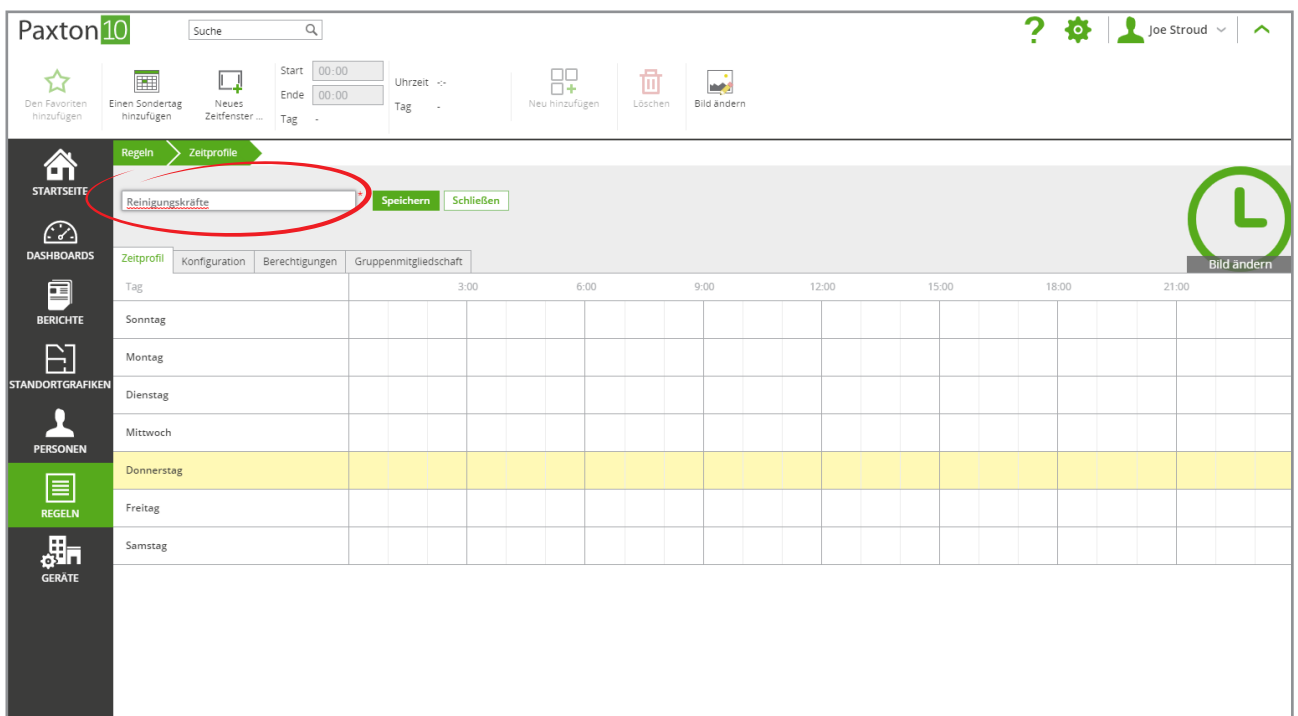 Paxton10
Suche
?
Joe Stroud
Den Favoriten hinzufügen
Einen Sondertag hinzufügen
Neues Zeitfenster ...
Start 00:00
Ende 00:00
Tag -
Uhrzeit -:-
Tag -
Neu hinzufügen
Löschen
Bild ändern
STARTSEITE
DASHBOARDS
BERICHTE
STANDORTGRAFIKEN
PERSONEN
REGELN
GERÄTE
Regeln Zeitprofile
Reinigungskräfte * Speichern Schließen
Bild ändern
Zeitprofil Konfiguration Berechtigungen Gruppenmitgliedschaft
Tag 3:00 6:00 9:00 12:00 15:00 18:00 21:00
Sonntag
Montag
Dienstag
Mittwoch
Donnerstag
Freitag
Samstag